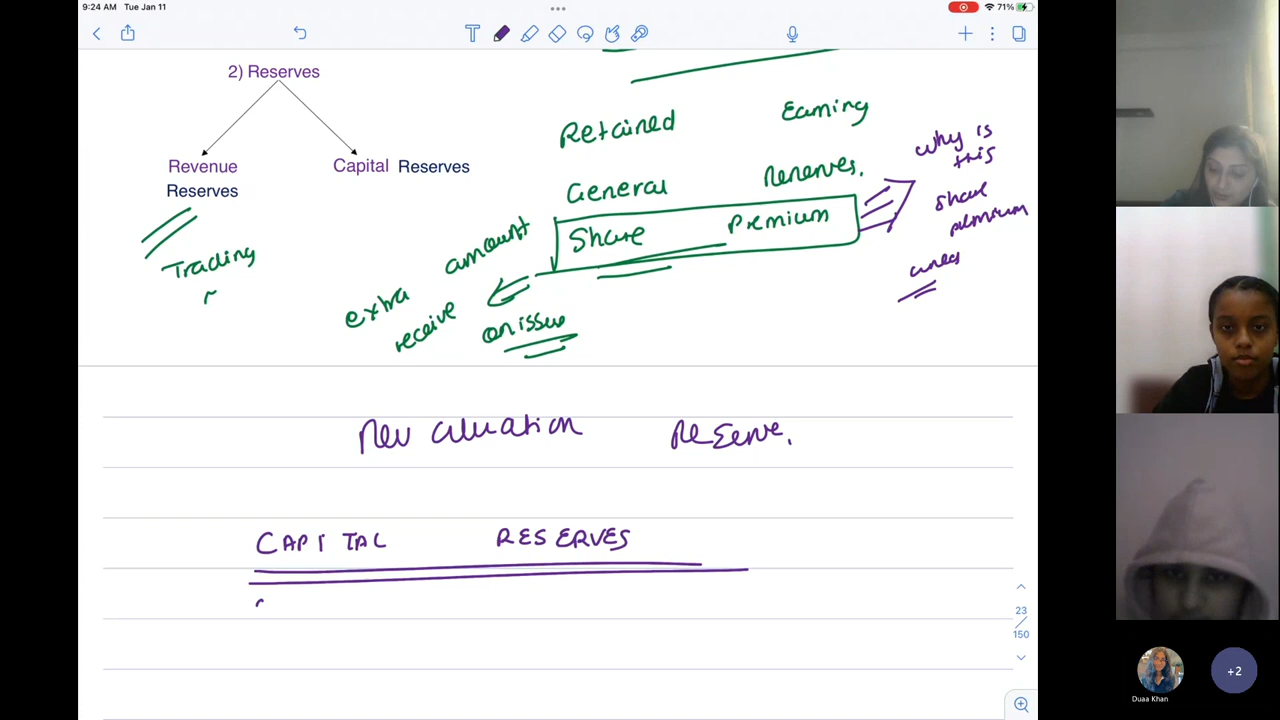 9:24 AM Tue Jan 11
71%
2) Reserves
Revenue
Reserves
Capital Reserves
Trading
Retained Earning
General Reserves.
Share Premium
extra amount
receive
on issue
why is
this
share
premium
Revaluation Reserve.
CAPITAL RESERVES
23
150
Duaa Khan
+2